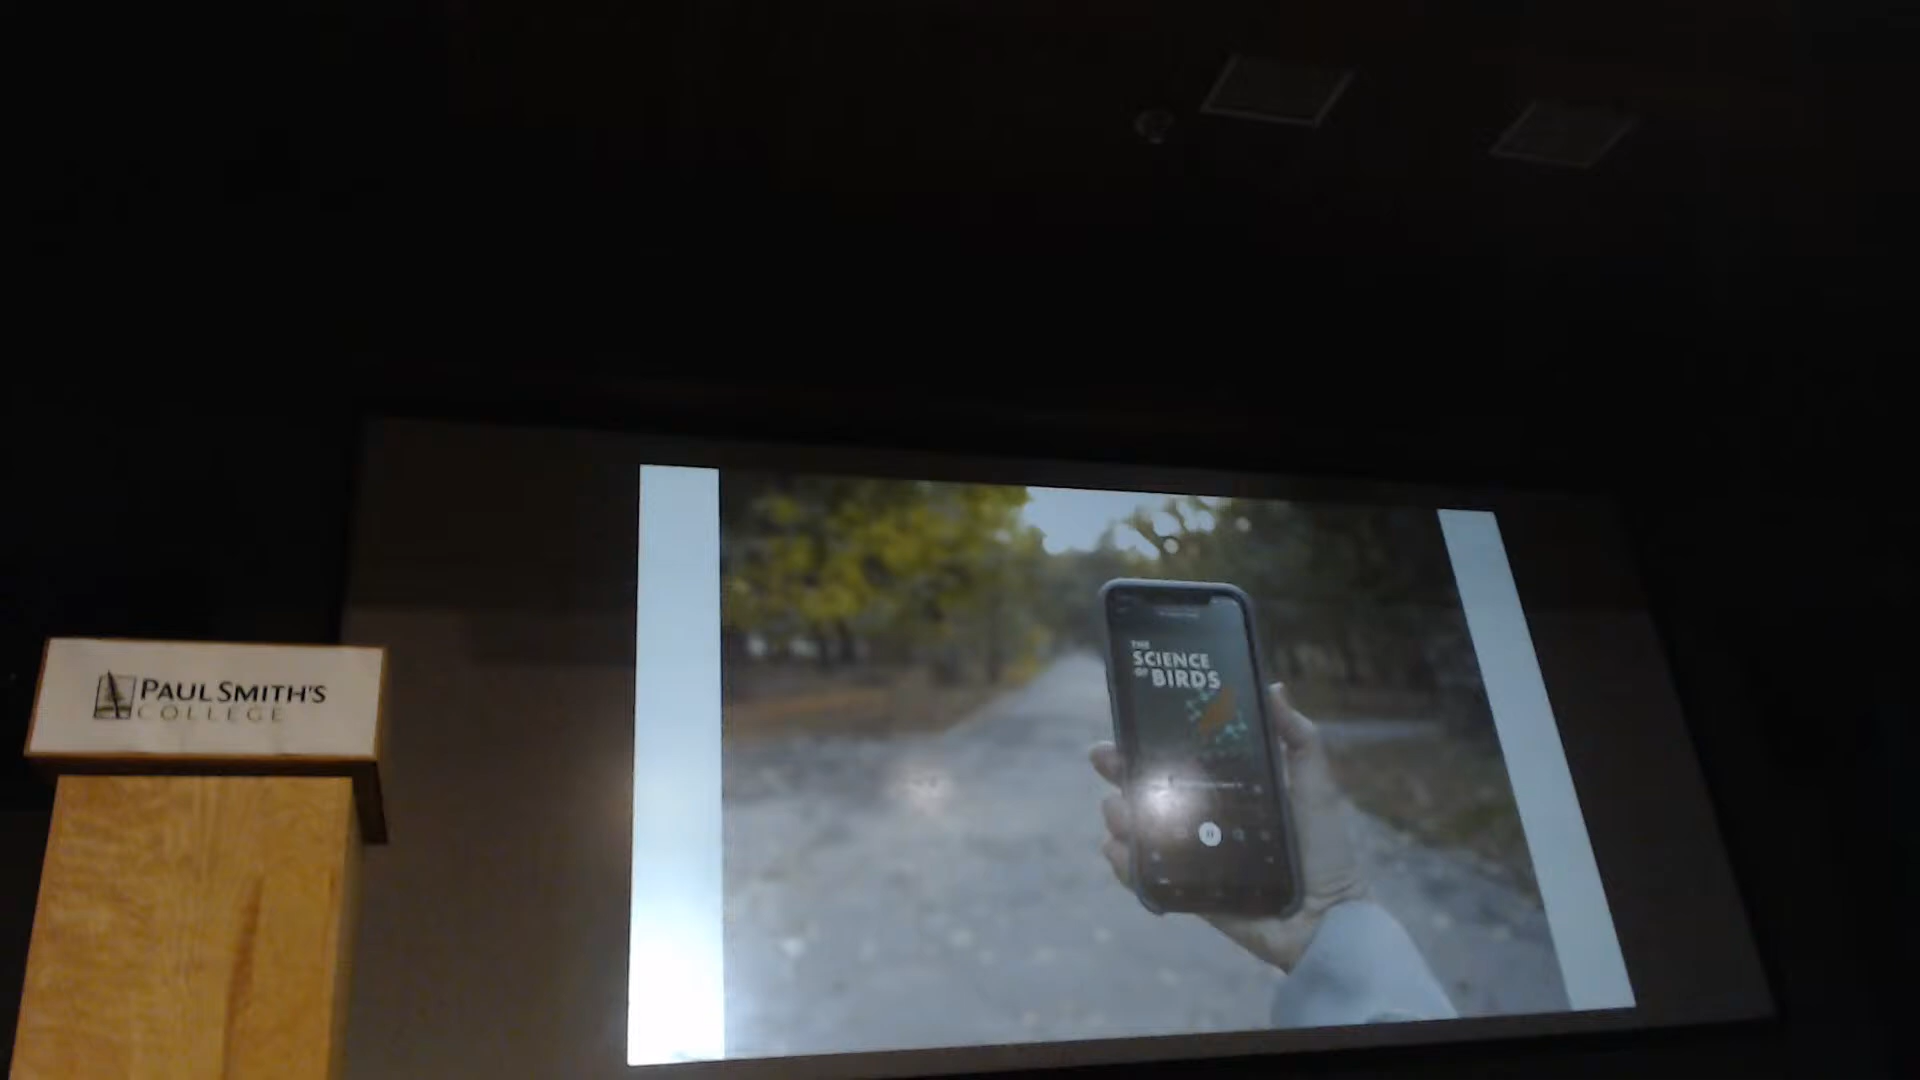 PAUL SMITH'S
COLLEGE
THE
SCIENCE
OF BIRDS